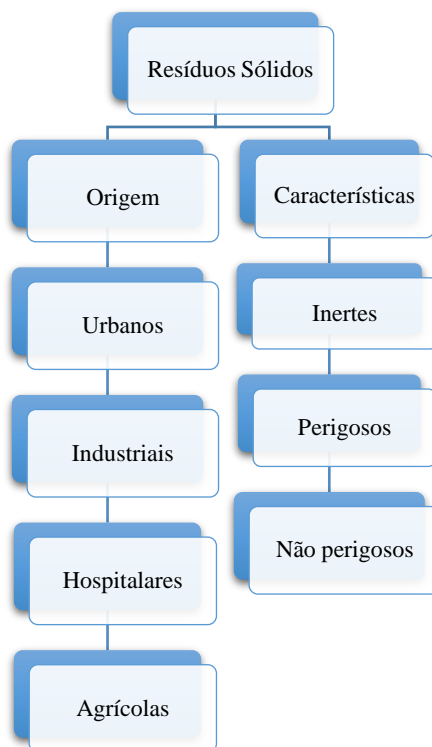 Resíduos Sólidos
Origem
Características
Urbanos
Inertes
Industriais
Perigosos
Hospitalares
Não perigosos
Agrícolas